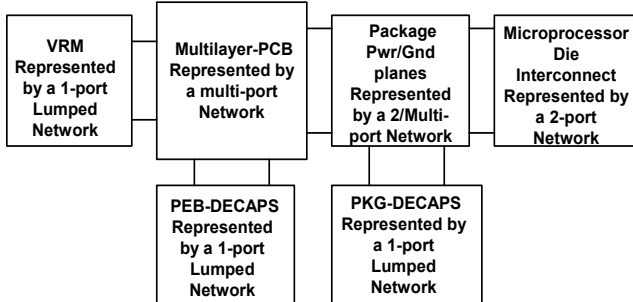 VRM
Represented
by a 1-port
Lumped
Network
Multilayer-PCB
Represented by
a multi-port
Network
Package
Pwr/Gnd
planes
Represented
by a 2/Multi-
port Network
Microprocessor
Die
Interconnect
Represented by
a 2-port
Network
PEB-DECAPS
Represented
by a 1-port
Lumped
Network
PKG-DECAPS
Represented by
a 1-port
Lumped
Network